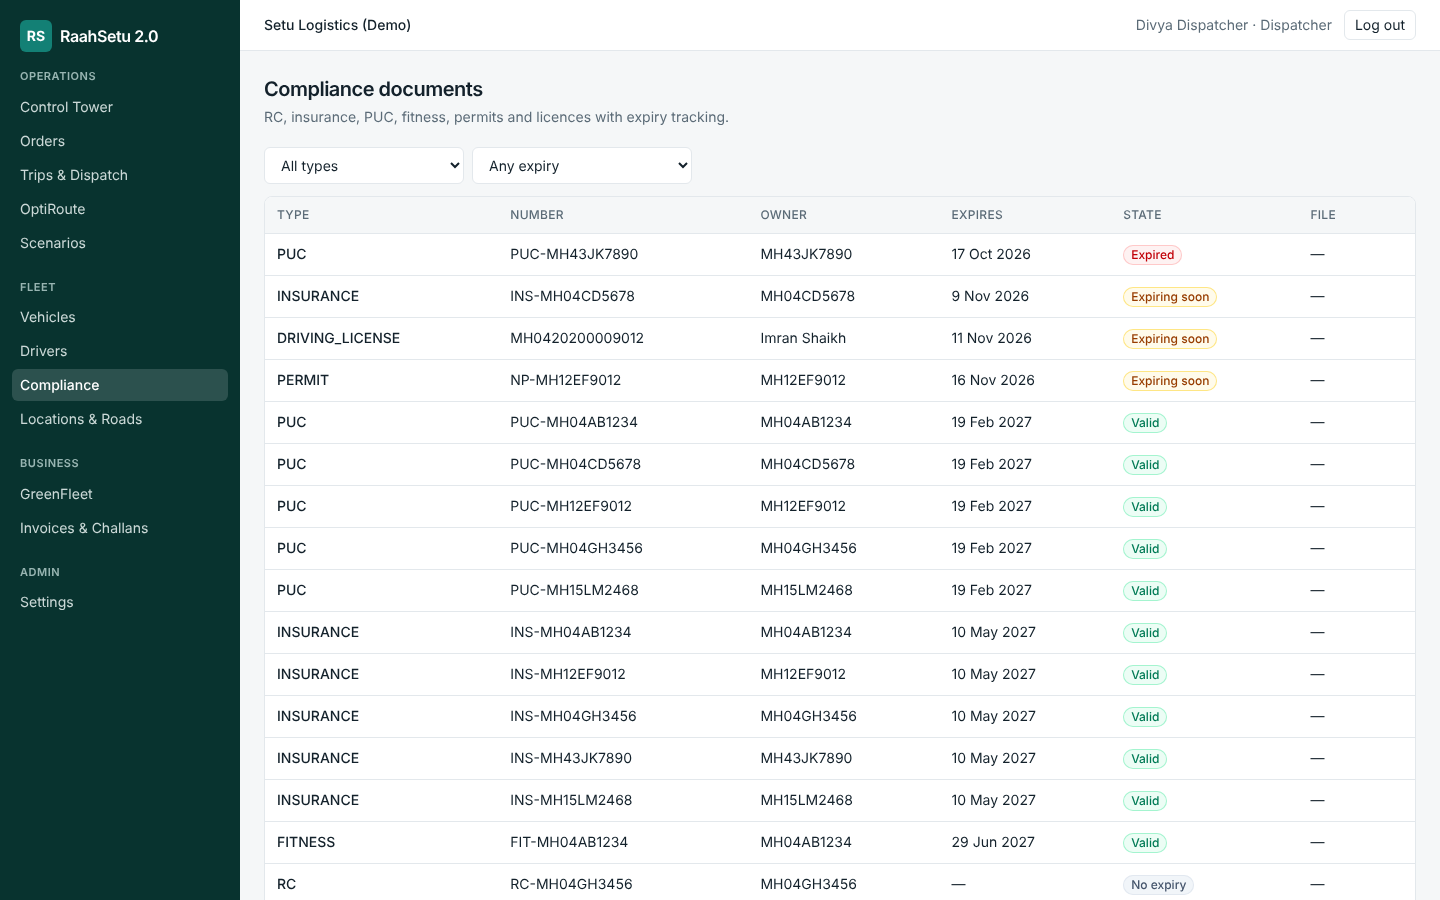 RS RaahSetu 2.0
OPERATIONS
Control Tower
Orders
Trips & Dispatch
OptiRoute
Scenarios
FLEET
Vehicles
Drivers
Compliance
Locations & Roads
BUSINESS
GreenFleet
Invoices & Challans
ADMIN
Settings
Setu Logistics (Demo) Divya Dispatcher · Dispatcher Log out
Compliance documents
RC, insurance, PUC, fitness, permits and licences with expiry tracking.
All types Any expiry
TYPE NUMBER OWNER EXPIRES STATE FILE
PUC PUC-MH43JK7890 MH43JK7890 17 Oct 2026 Expired —
INSURANCE INS-MH04CD5678 MH04CD5678 9 Nov 2026 Expiring soon —
DRIVING_LICENSE MH0420200009012 Imran Shaikh 11 Nov 2026 Expiring soon —
PERMIT NP-MH12EF9012 MH12EF9012 16 Nov 2026 Expiring soon —
PUC PUC-MH04AB1234 MH04AB1234 19 Feb 2027 Valid —
PUC PUC-MH04CD5678 MH04CD5678 19 Feb 2027 Valid —
PUC PUC-MH12EF9012 MH12EF9012 19 Feb 2027 Valid —
PUC PUC-MH04GH3456 MH04GH3456 19 Feb 2027 Valid —
PUC PUC-MH15LM2468 MH15LM2468 19 Feb 2027 Valid —
INSURANCE INS-MH04AB1234 MH04AB1234 10 May 2027 Valid —
INSURANCE INS-MH12EF9012 MH12EF9012 10 May 2027 Valid —
INSURANCE INS-MH04GH3456 MH04GH3456 10 May 2027 Valid —
INSURANCE INS-MH43JK7890 MH43JK7890 10 May 2027 Valid —
INSURANCE INS-MH15LM2468 MH15LM2468 10 May 2027 Valid —
FITNESS FIT-MH04AB1234 MH04AB1234 29 Jun 2027 Valid —
RC RC-MH04GH3456 MH04GH3456 — No expiry —